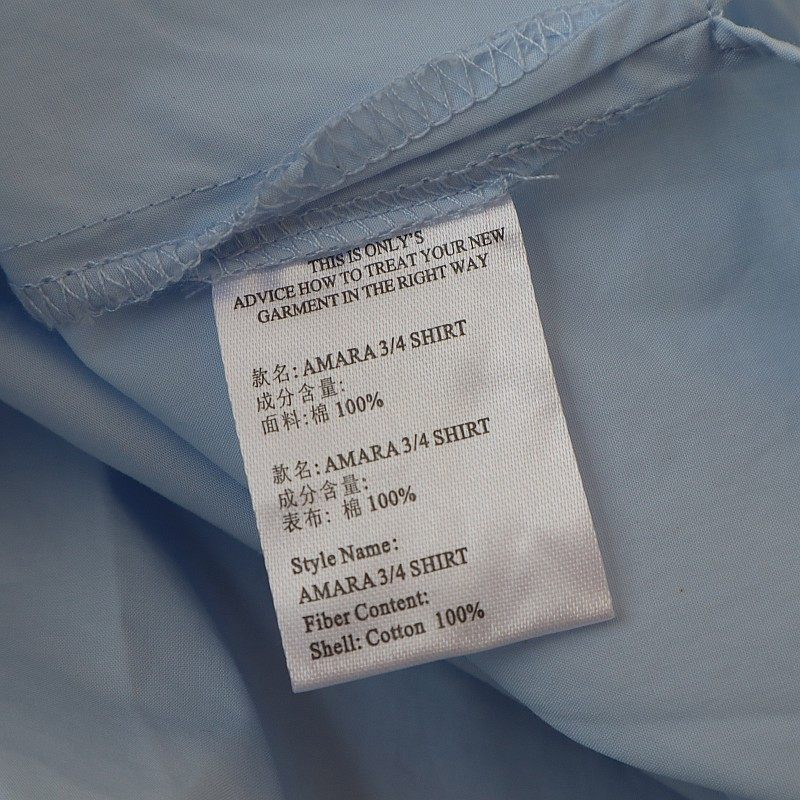 THIS IS ONLY'S
ADVICE HOW TO TREAT YOUR NEW
GARMENT IN THE RIGHT WAY
款名: AMARA 3/4 SHIRT
成分含量:
面料: 棉 100%
款名: AMARA 3/4 SHIRT
成分含量:
表布: 棉 100%
Style Name:
AMARA 3/4 SHIRT
Fiber Content:
Shell: Cotton 100%